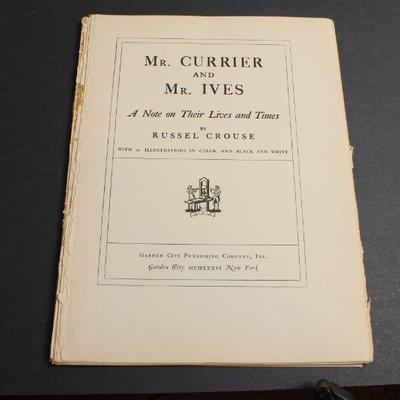 MR. CURRIER
AND
MR. IVES
A Note on Their Lives and Times
BY
RUSSEL CROUSE
WITH 32 ILLUSTRATIONS IN COLOR, AND BLACK AND WHITE
GARDEN CITY PUBLISHING COMPANY, INC.
Garden City MCMXXXVI New York